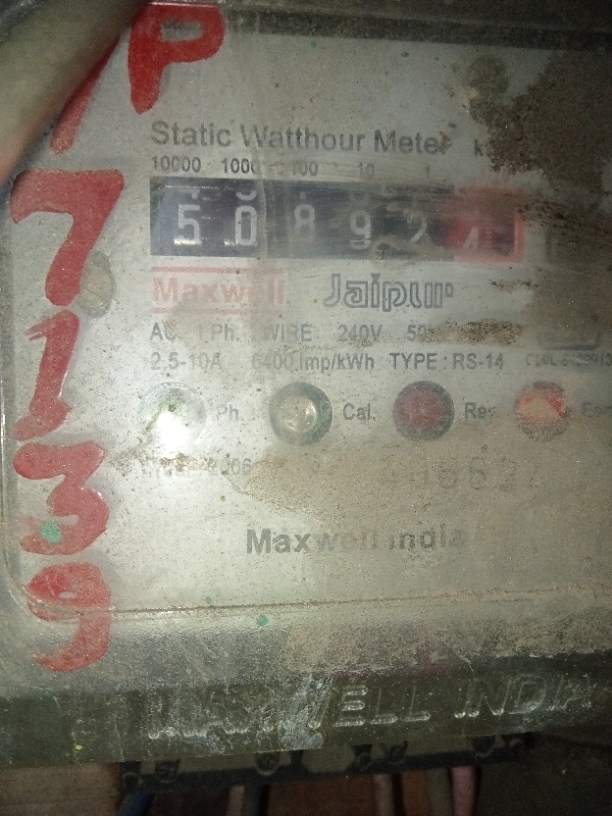 P
Static Watthour Meter
10000 1000 100 10 1
5 0 8 9 2 4
Maxwell Jaipur
AC 1 Ph. WIRE 240V
2.5-10A 6400 Imp/kWh TYPE : RS-14
Ph. Cal.
Maxwell India
MAXWELL INDIA
7
1
3
9